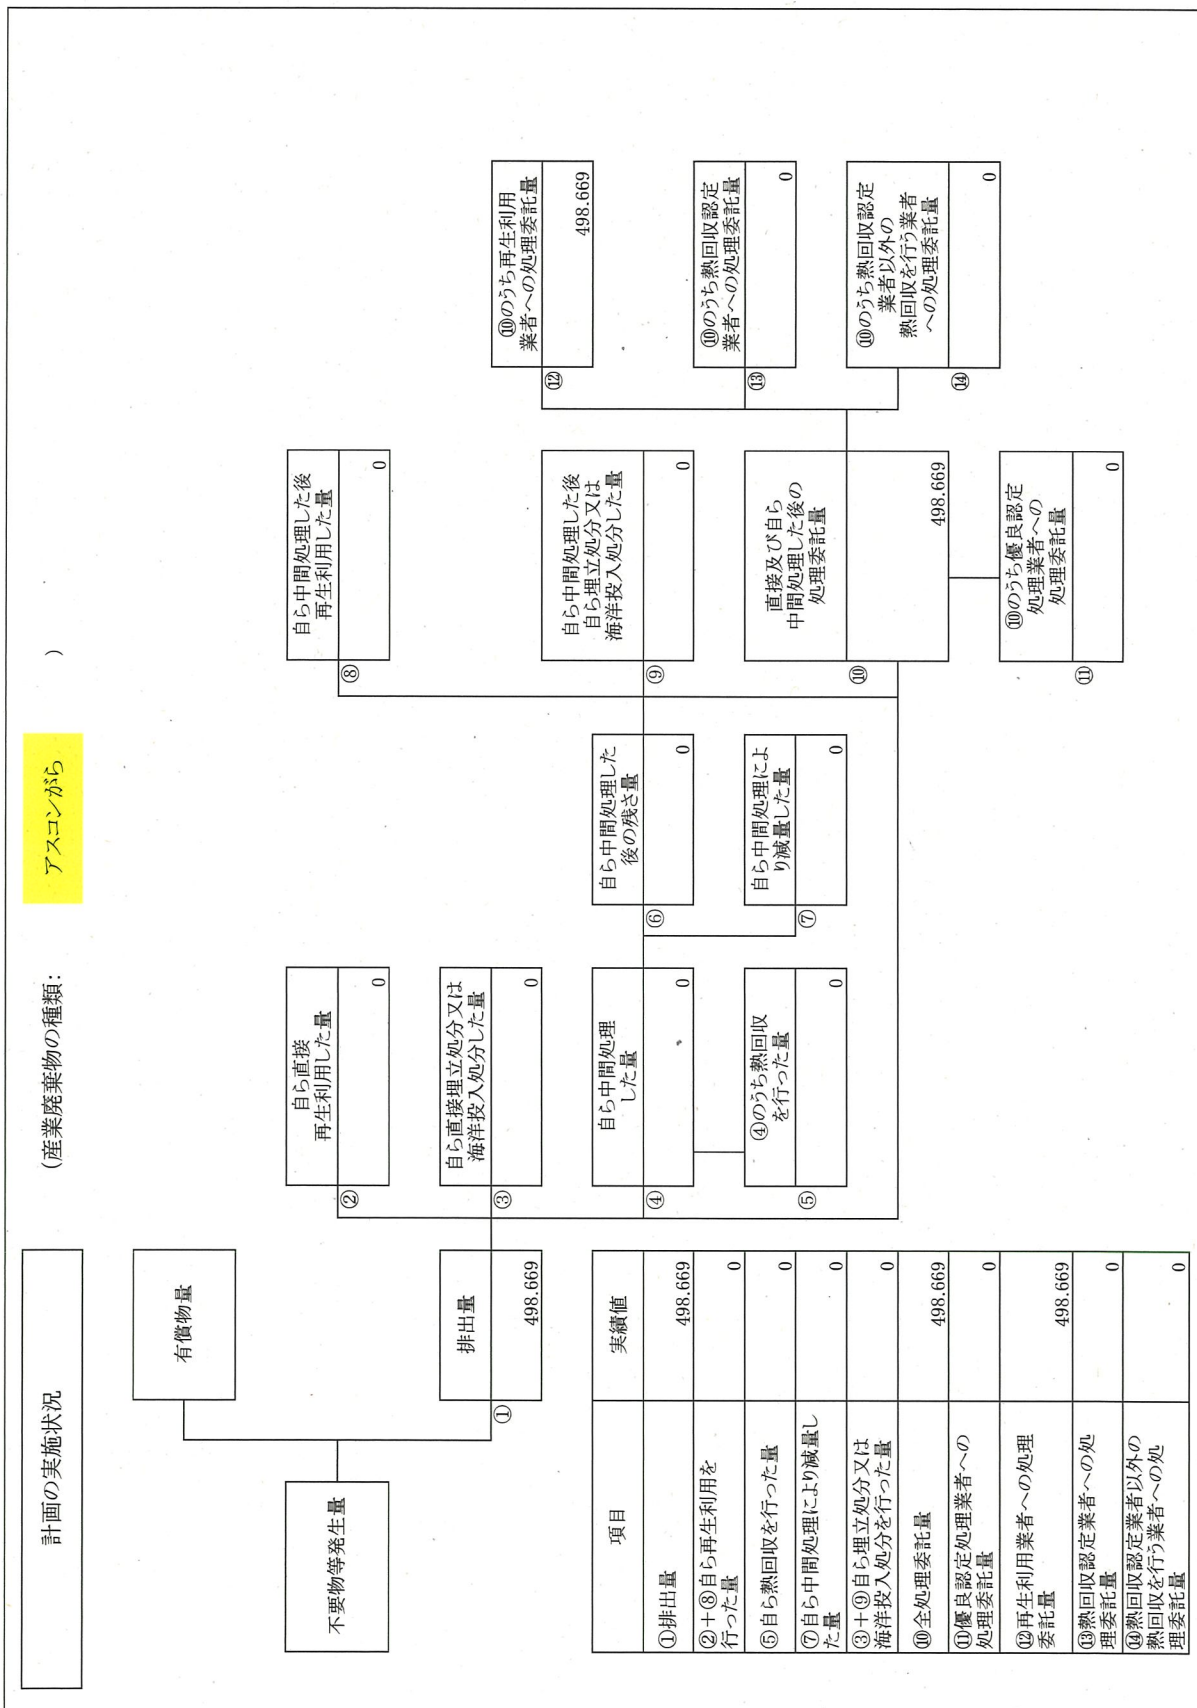 計画の実施状況
(産業廃棄物の種類: アスコンがら )
有償物量
不要物等発生量
排出量
①
498.669
自ら直接
再生利用した量
②
0
自ら直接埋立処分又は
海洋投入処分した量
③
0
自ら中間処理
した量
④
0
④のうち熱回収
を行った量
⑤
0
自ら中間処理した
後の残さ量
⑥
0
自ら中間処理によ
り減量した量
⑦
0
自ら中間処理した後
再生利用した量
⑧
0
自ら中間処理した後
自ら埋立処分又は
海洋投入処分した量
⑨
0
直接及び自ら
中間処理した後の
処理委託量
⑩
498.669
⑩のうち優良認定
処理業者への
処理委託量
⑪
0
⑩のうち再生利用
業者への処理委託量
⑫
498.669
⑩のうち熱回収認定
業者への処理委託量
⑬
0
⑩のうち熱回収認定
業者以外の
熱回収を行う業者
への処理委託量
⑭
0
項目 実績値
①排出量 498.669
②+⑧自ら再生利用を
行った量 0
⑤自ら熱回収を行った量 0
⑦自ら中間処理により減量し
た量 0
③+⑨自ら埋立処分又は
海洋投入処分を行った量 0
⑩全処理委託量 498.669
⑪優良認定処理業者への
処理委託量 0
⑫再生利用業者への処理
委託量 498.669
⑬熱回収認定業者への処
理委託量 0
⑭熱回収認定業者以外の
熱回収を行う業者への処
理委託量 0